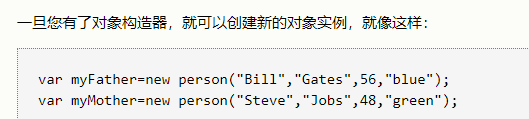 一旦您有了对象构造器，就可以创建新的对象实例，就像这样：
var myFather=new person("Bill","Gates",56,"blue");
var myMother=new person("Steve","Jobs",48,"green");